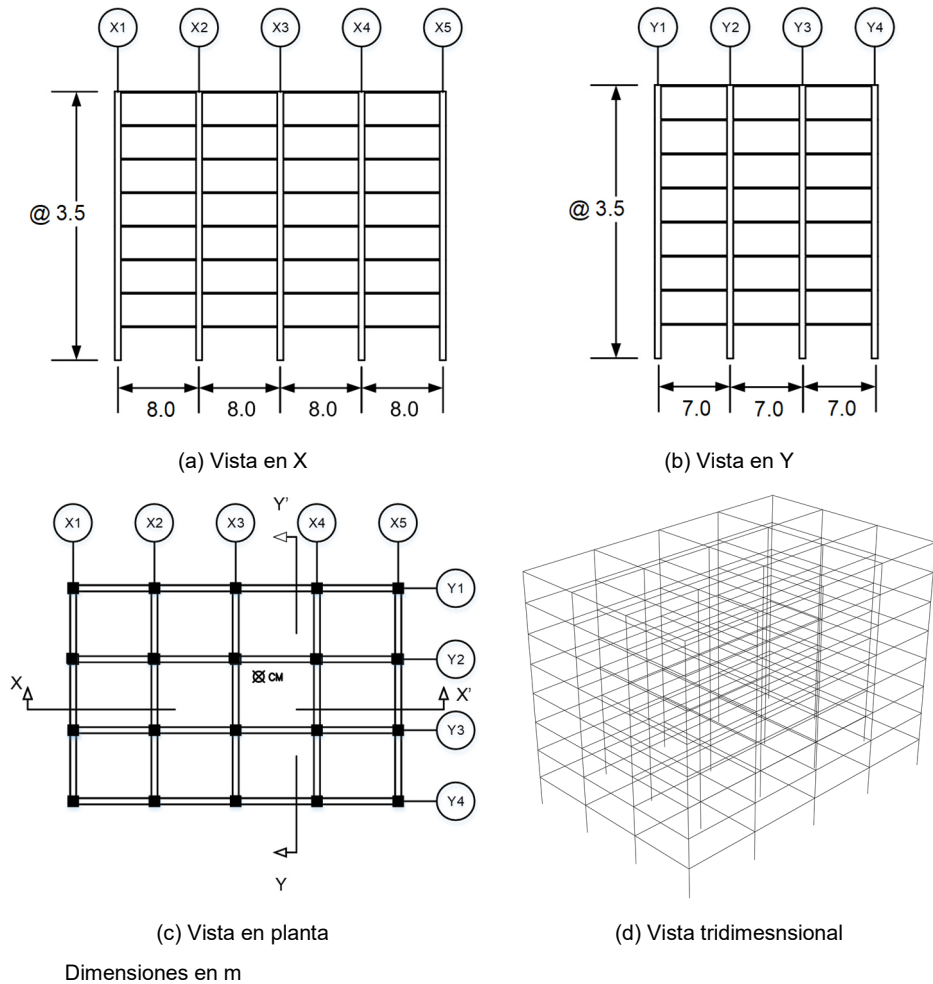 X1 X2 X3 X4 X5
@ 3.5
8.0 8.0 8.0 8.0
(a) Vista en X
Y1 Y2 Y3 Y4
@ 3.5
7.0 7.0 7.0
(b) Vista en Y
X1 X2 X3 X4 X5
Y'
Y1
Y2
CM
X X'
Y3
Y4
Y
(c) Vista en planta
(d) Vista tridimesnsional
Dimensiones en m